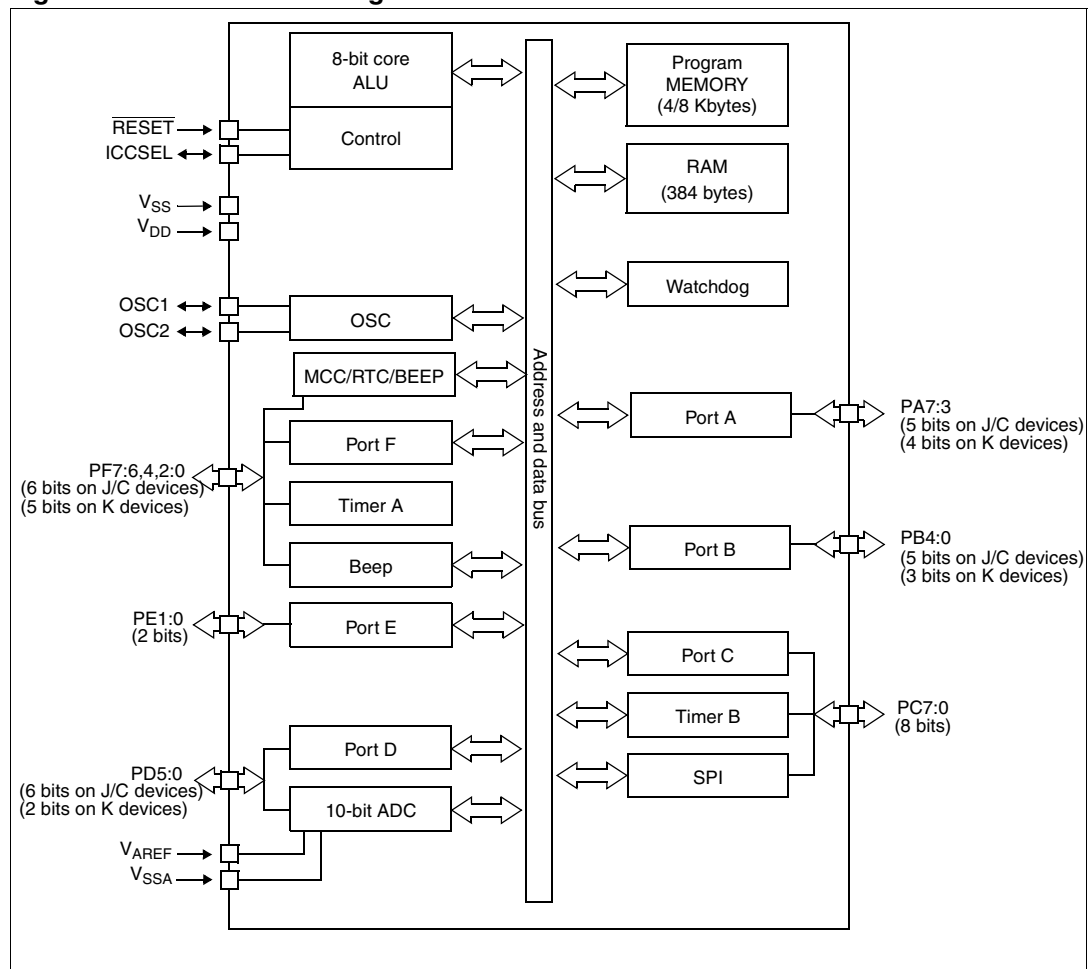 8-bit core
ALU
Control
RESET
ICCSEL
VSS
VDD
OSC1
OSC2
OSC
MCC/RTC/BEEP
Port F
PF7:6,4,2:0
(6 bits on J/C devices)
(5 bits on K devices)
Timer A
Beep
PE1:0
(2 bits)
Port E
Port D
PD5:0
(6 bits on J/C devices)
(2 bits on K devices)
10-bit ADC
VAREF
VSSA
Address and data bus
Program
MEMORY
(4/8 Kbytes)
RAM
(384 bytes)
Watchdog
Port A
PA7:3
(5 bits on J/C devices)
(4 bits on K devices)
Port B
PB4:0
(5 bits on J/C devices)
(3 bits on K devices)
Port C
Timer B
PC7:0
(8 bits)
SPI